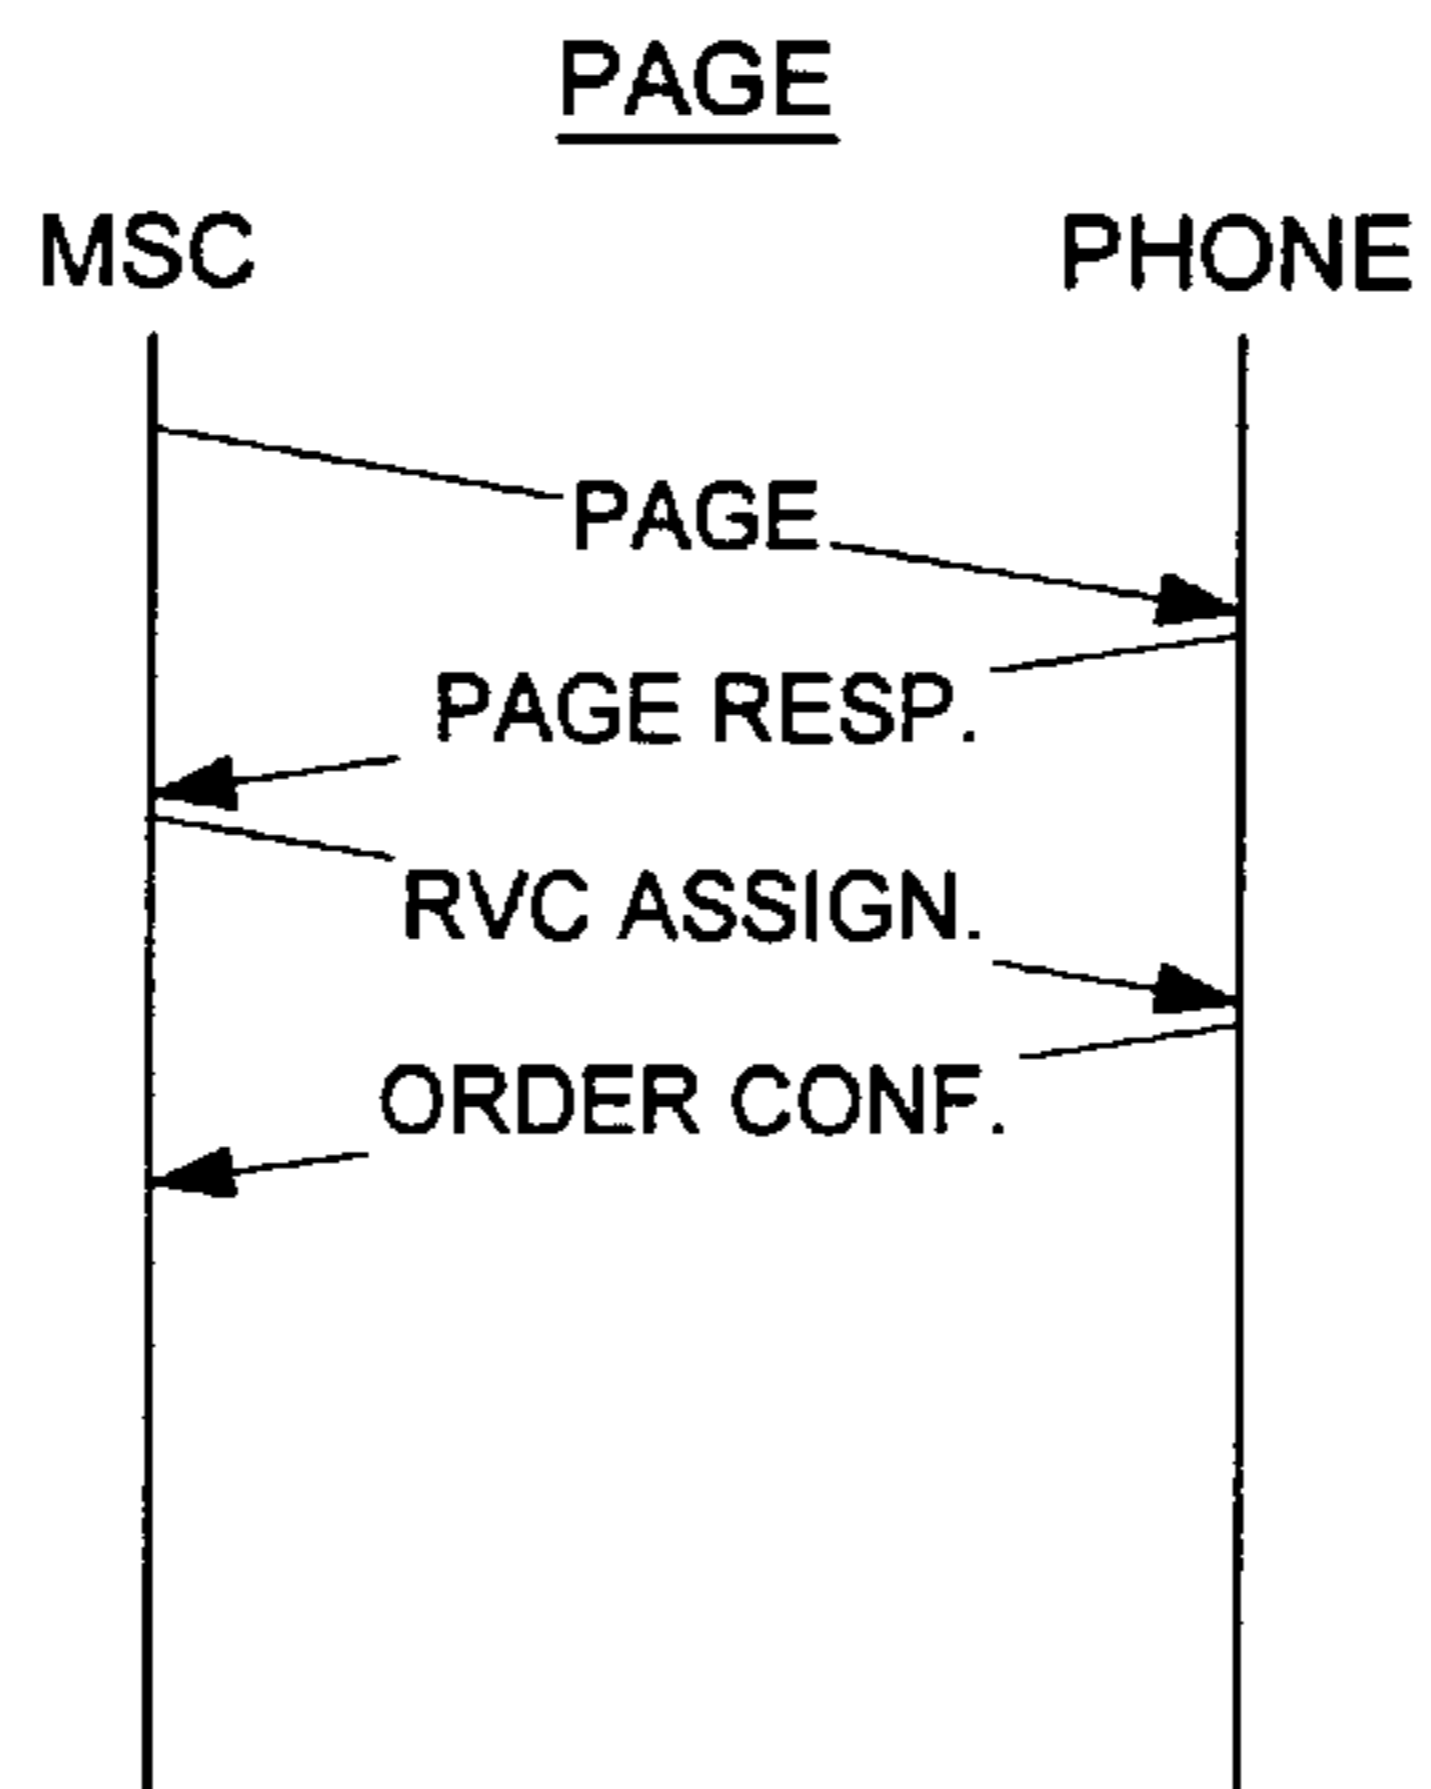 PAGE
MSC PHONE
PAGE
PAGE RESP.
RVC ASSIGN.
ORDER CONF.